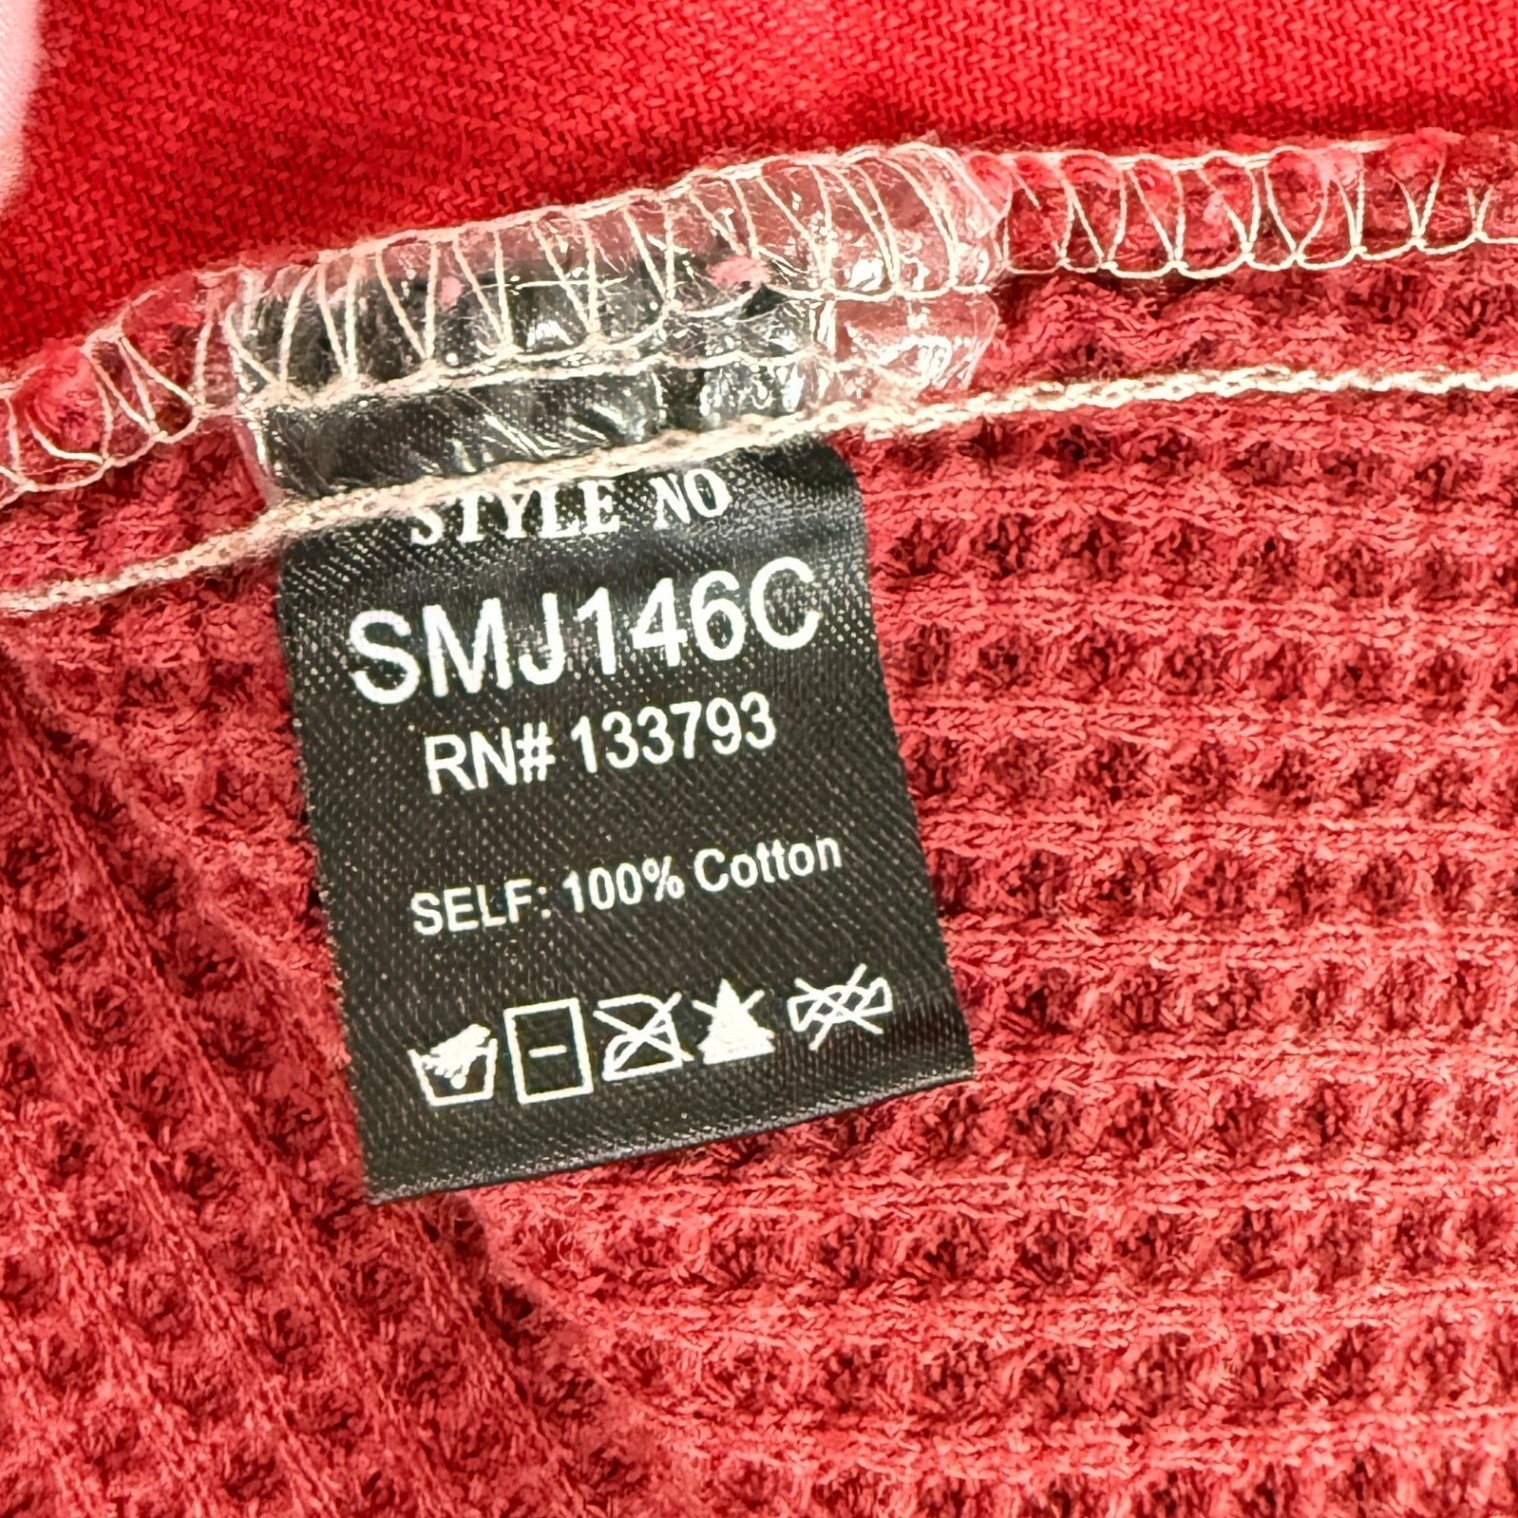 STYLE NO
SMJ146C
RN# 133793
SELF: 100% Cotton